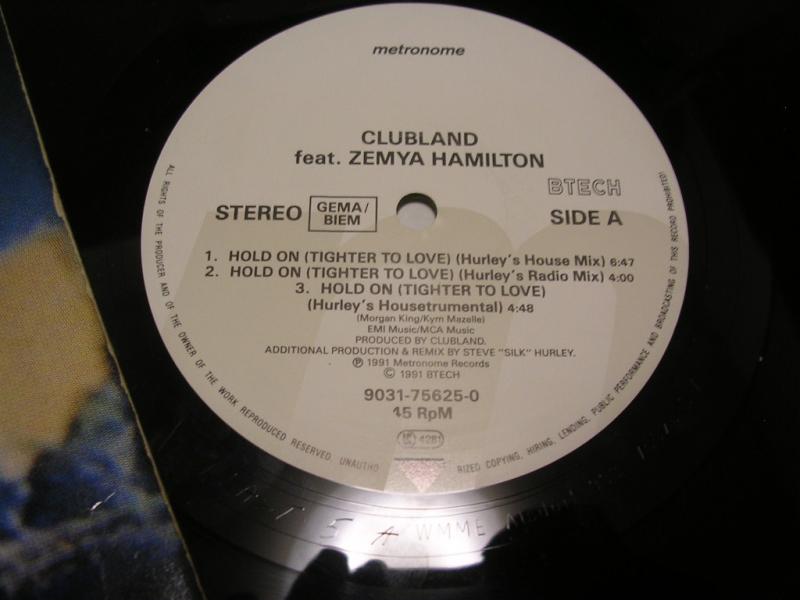 metronome
CLUBLAND
feat. ZEMYA HAMILTON
BTECH
STEREO GEMA/BIEM SIDE A
1. HOLD ON (TIGHTER TO LOVE) (Hurley's House Mix) 6:47
2. HOLD ON (TIGHTER TO LOVE) (Hurley's Radio Mix) 4:00
3. HOLD ON (TIGHTER TO LOVE)
(Hurley's Housetrumental) 4:48
(Morgan King/Kym Mazelle)
EMI Music/MCA Music
PRODUCED BY CLUBLAND.
ADDITIONAL PRODUCTION & REMIX BY STEVE "SILK" HURLEY.
℗ 1991 Metronome Records
© 1991 BTECH
9031-75625-0
45 RpM
LC 4281
ALL RIGHTS OF THE PRODUCER AND OF THE OWNER OF THE WORK REPRODUCED RESERVED. UNAUTHORIZED COPYING, HIRING, LENDING, PUBLIC PERFORMANCE AND BROADCASTING OF THIS RECORD PROHIBITED!
WMME